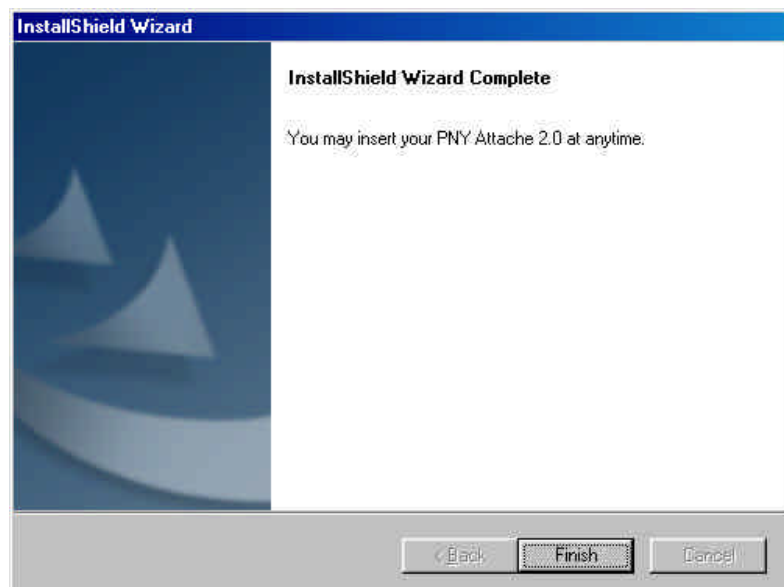 InstallShield Wizard
InstallShield Wizard Complete
You may insert your PNY Attache 2.0 at anytime.
< Back
Finish
Cancel